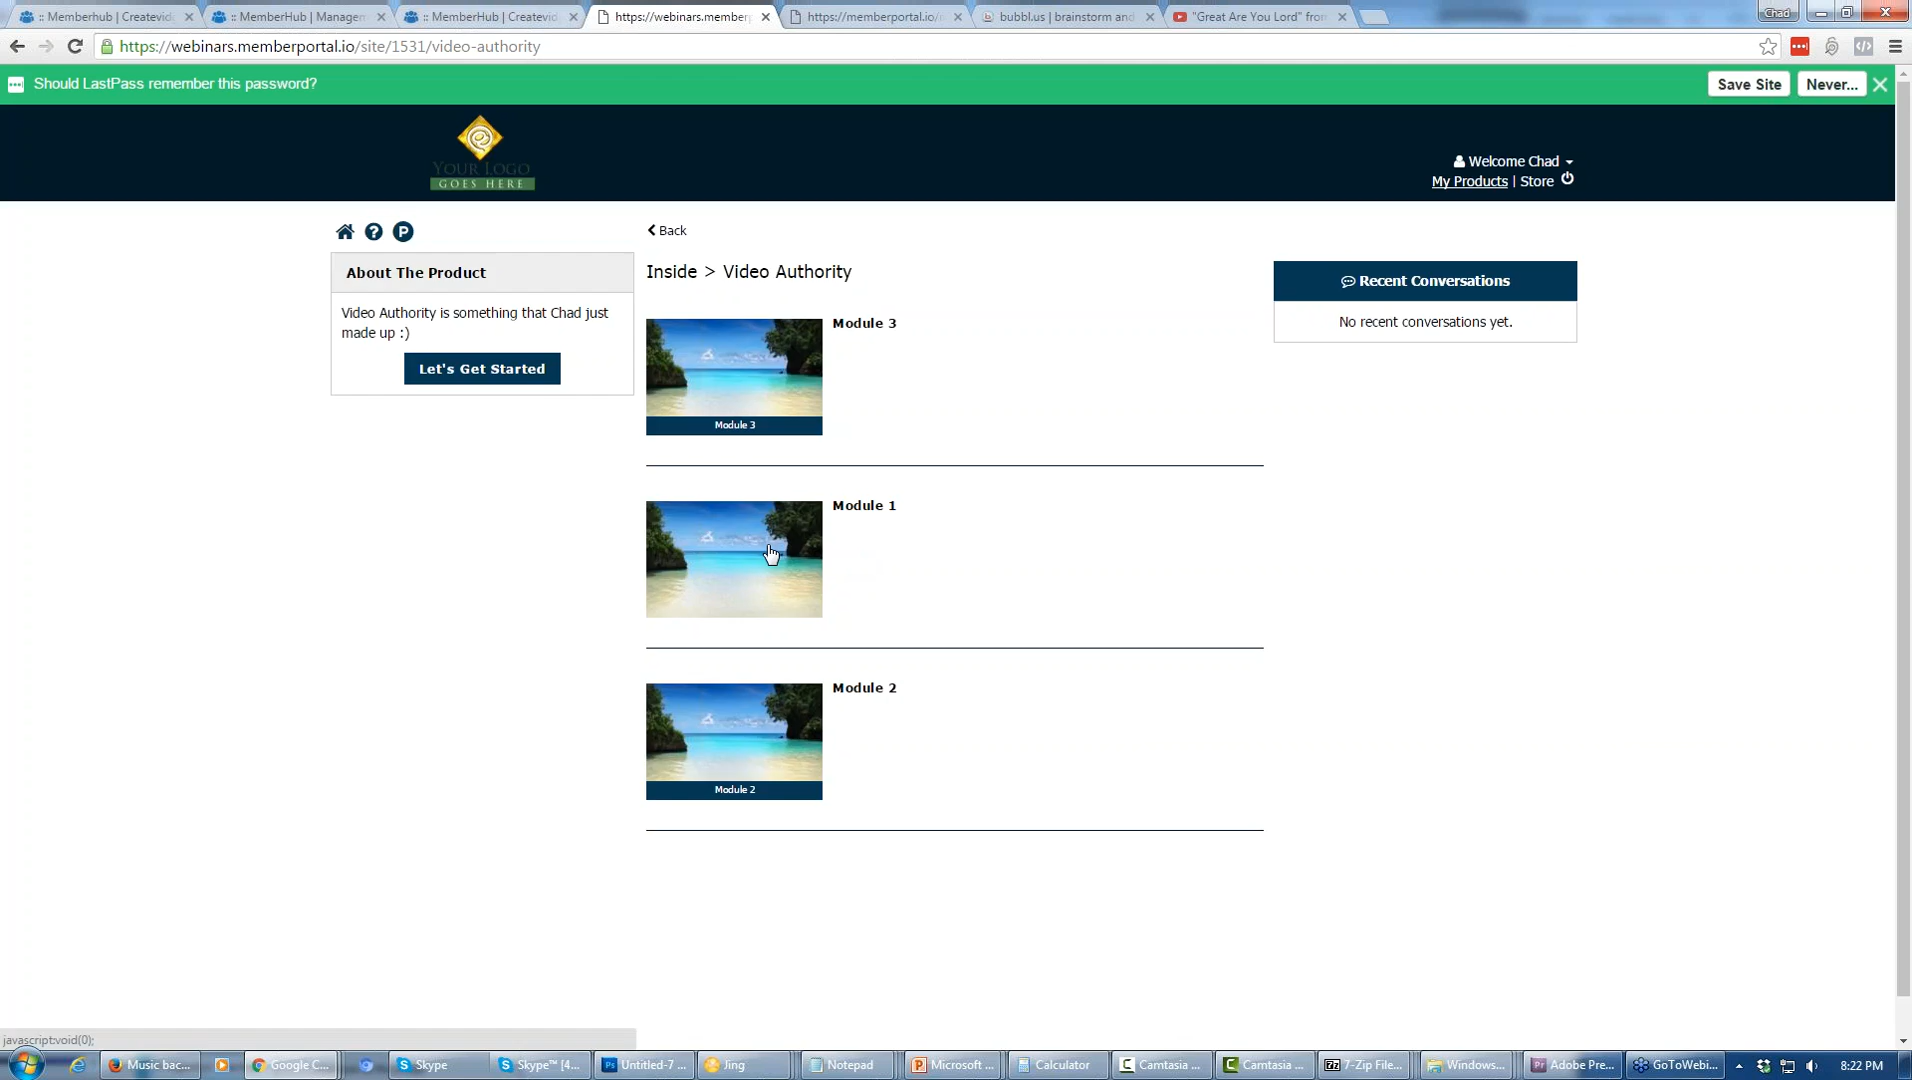 :: MemberHub | Createvid
:: MemberHub | Managem
:: MemberHub | Createvid
https://webinars.member
https://memberportal.io/
bubbl.us | brainstorm and
"Great Are You Lord" from
Chad
https://webinars.memberportal.io/site/1531/video-authority
Should LastPass remember this password?
Save Site
Never...
YOUR LOGO
GOES HERE
Welcome Chad
My Products | Store
Back
About The Product
Video Authority is something that Chad just
made up :)
Let's Get Started
Inside > Video Authority
Module 3
Module 3
Module 1
Module 2
Module 2
Recent Conversations
No recent conversations yet.
javascript:void(0);
Music bac...
Google C...
Skype
Skype™ [4...
Untitled-7 ...
Jing
Notepad
Microsoft ...
Calculator
Camtasia ...
Camtasia ...
7-Zip File...
Windows...
Adobe Pre...
GoToWebi...
8:22 PM